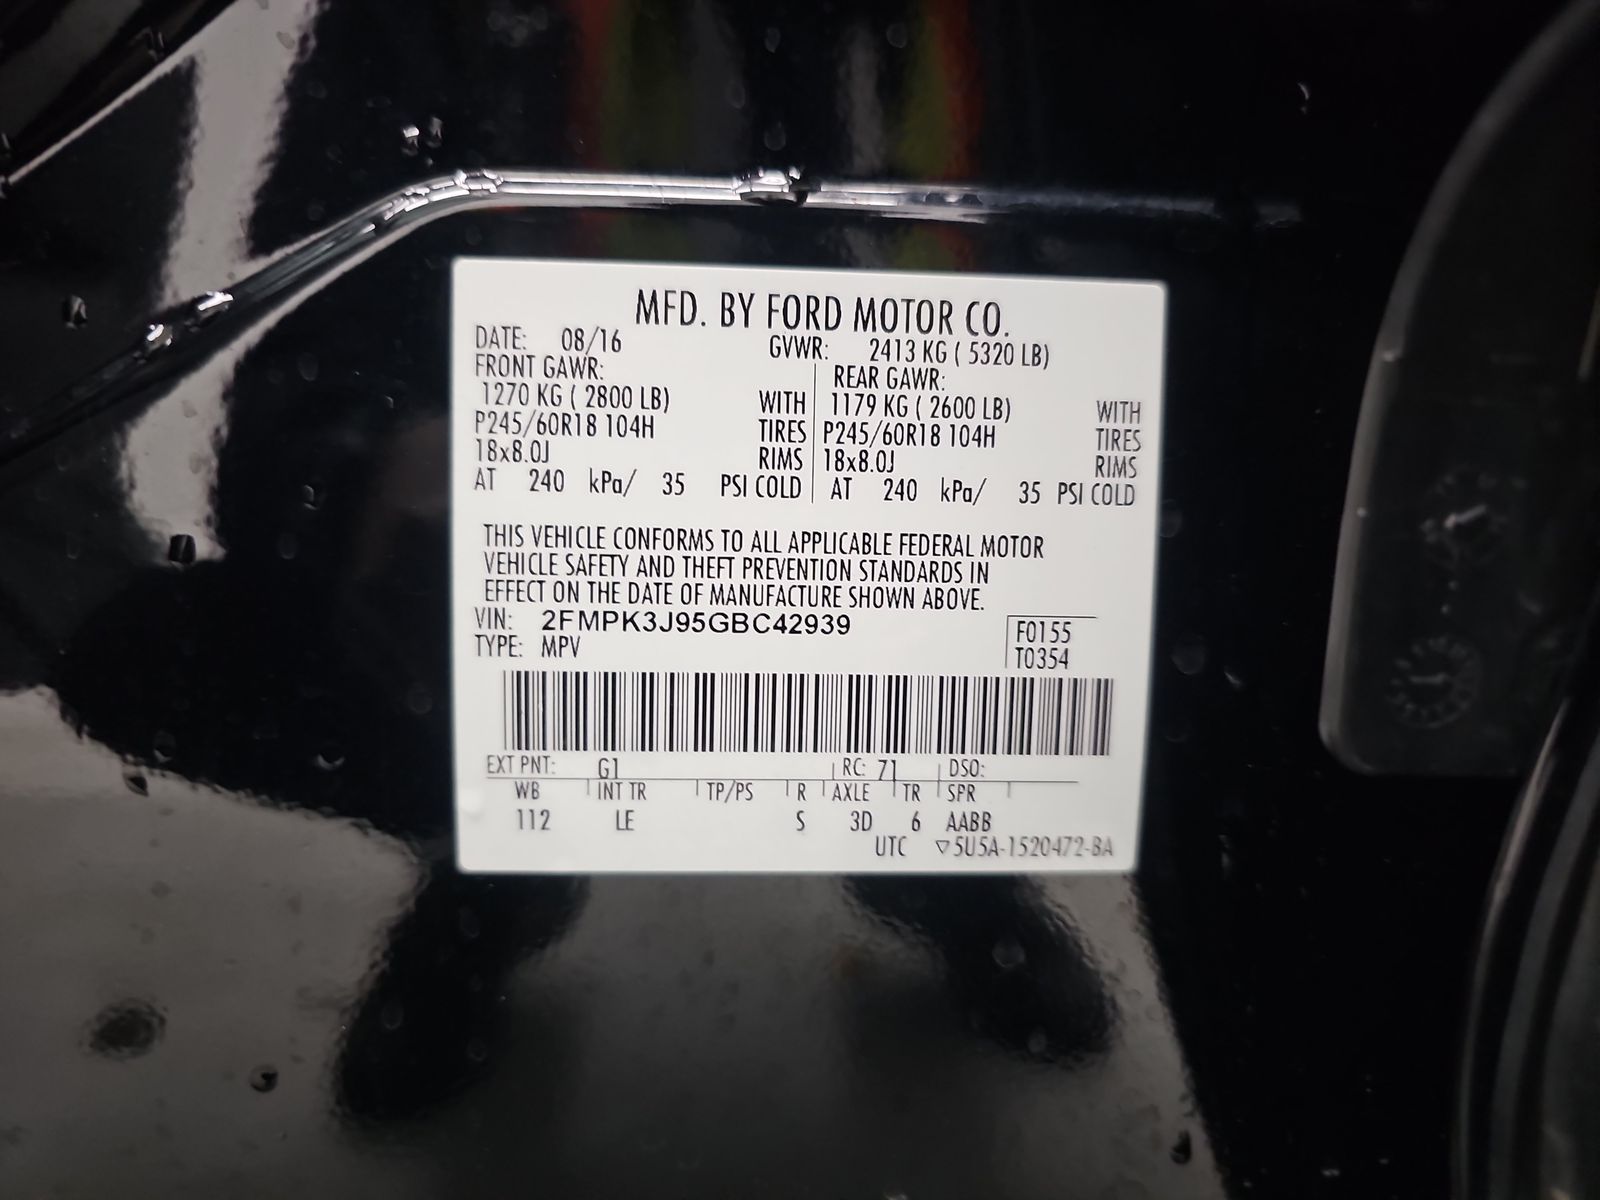 MFD. BY FORD MOTOR CO.
DATE: 08/16 GVWR: 2413 KG ( 5320 LB)
FRONT GAWR: REAR GAWR:
1270 KG ( 2800 LB) WITH 1179 KG ( 2600 LB) WITH
P245/60R18 104H TIRES P245/60R18 104H TIRES
18x8.0J RIMS 18x8.0J RIMS
AT 240 kPa/ 35 PSI COLD AT 240 kPa/ 35 PSI COLD
THIS VEHICLE CONFORMS TO ALL APPLICABLE FEDERAL MOTOR
VEHICLE SAFETY AND THEFT PREVENTION STANDARDS IN
EFFECT ON THE DATE OF MANUFACTURE SHOWN ABOVE.
VIN: 2FMPK3J95GBC42939 F0155
TYPE: MPV T0354
EXT PNT: G1 RC: 71 DSO:
WB INT TR TP/PS R AXLE TR SPR
112 LE S 3D 6 AABB
UTC ▽5U5A-1520472-BA